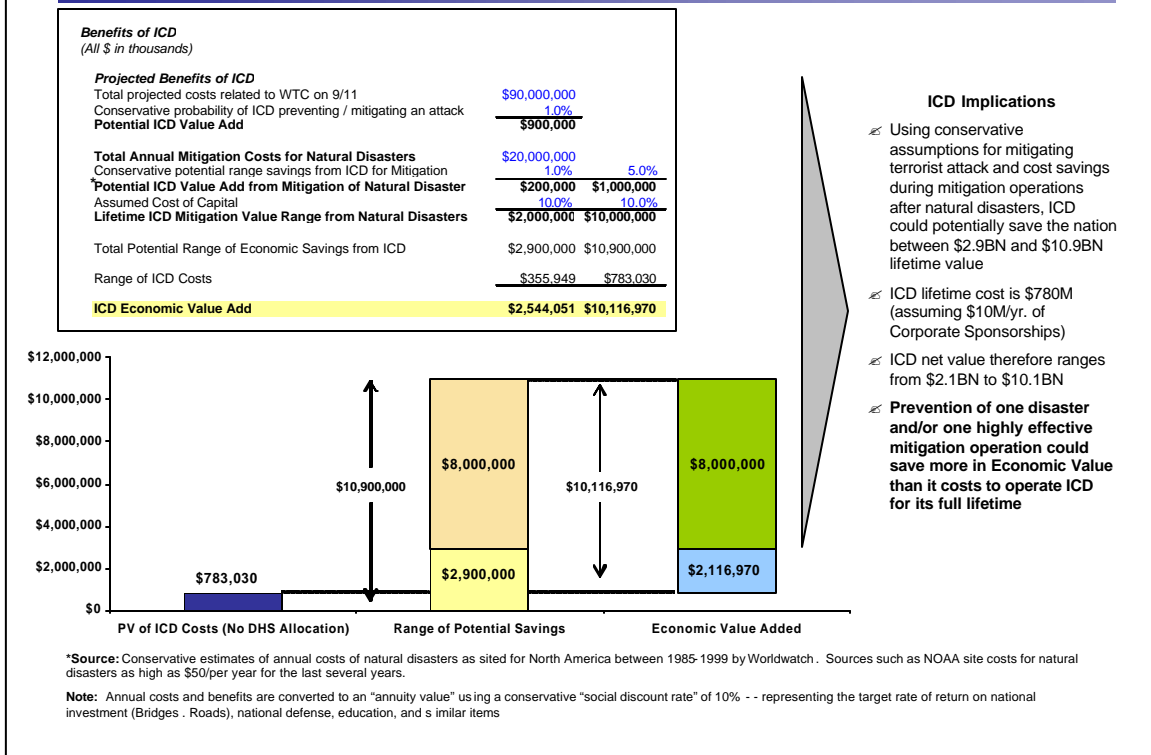 Benefits of ICD
(All $ in thousands)
Projected Benefits of ICD
Total projected costs related to WTC on 9/11 $90,000,000
Conservative probability of ICD preventing / mitigating an attack 1.0%
Potential ICD Value Add $900,000
Total Annual Mitigation Costs for Natural Disasters $20,000,000
Conservative potential range savings from ICD for Mitigation 1.0% 5.0%
*Potential ICD Value Add from Mitigation of Natural Disaster $200,000 $1,000,000
Assumed Cost of Capital 10.0% 10.0%
Lifetime ICD Mitigation Value Range from Natural Disasters $2,000,000 $10,000,000
Total Potential Range of Economic Savings from ICD $2,900,000 $10,900,000
Range of ICD Costs $355,949 $783,030
ICD Economic Value Add $2,544,051 $10,116,970
ICD Implications
Using conservative
assumptions for mitigating
terrorist attack and cost savings
during mitigation operations
after natural disasters, ICD
could potentially save the nation
between $2.9BN and $10.9BN
lifetime value
ICD lifetime cost is $780M
(assuming $10M/yr. of
Corporate Sponsorships)
ICD net value therefore ranges
from $2.1BN to $10.1BN
Prevention of one disaster
and/or one highly effective
mitigation operation could
save more in Economic Value
than it costs to operate ICD
for its full lifetime
$12,000,000
$10,000,000
$8,000,000
$6,000,000
$4,000,000
$2,000,000
$0
$783,030
$10,900,000
$8,000,000
$2,900,000
$10,116,970
$8,000,000
$2,116,970
PV of ICD Costs (No DHS Allocation) Range of Potential Savings Economic Value Added
*Source: Conservative estimates of annual costs of natural disasters as sited for North America between 1985-1999 by Worldwatch. Sources such as NOAA site costs for natural
disasters as high as $50/per year for the last several years.
Note: Annual costs and benefits are converted to an "annuity value" using a conservative "social discount rate" of 10% - - representing the target rate of return on national
investment (Bridges . Roads), national defense, education, and s imilar items